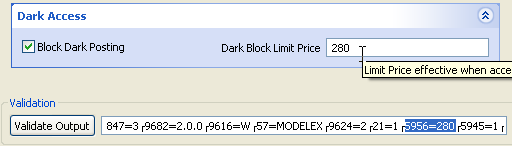 Dark Access
Block Dark Posting Dark Block Limit Price 280
Limit Price effective when acce
Validation
Validate Output 847=3 ┌9682=2.0.0 ┌9616=W ┌57=MODELEX ┌9624=2 ┌21=1 ┌5956=280 ┌5945=1 ┌